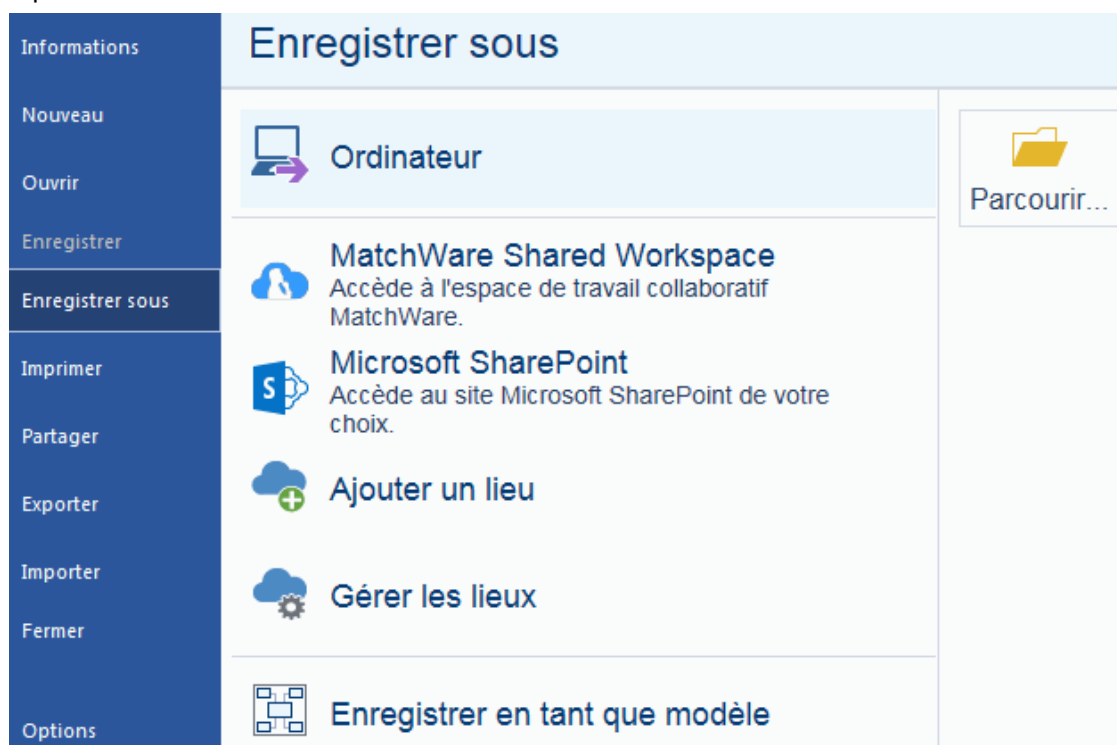 Informations
Nouveau
Ouvrir
Enregistrer
Enregistrer sous
Imprimer
Partager
Exporter
Importer
Fermer
Options
Enregistrer sous
Ordinateur
MatchWare Shared Workspace
Accède à l'espace de travail collaboratif
MatchWare.
S
Microsoft SharePoint
Accède au site Microsoft SharePoint de votre
choix.
Ajouter un lieu
Gérer les lieux
Enregistrer en tant que modèle
Parcourir...